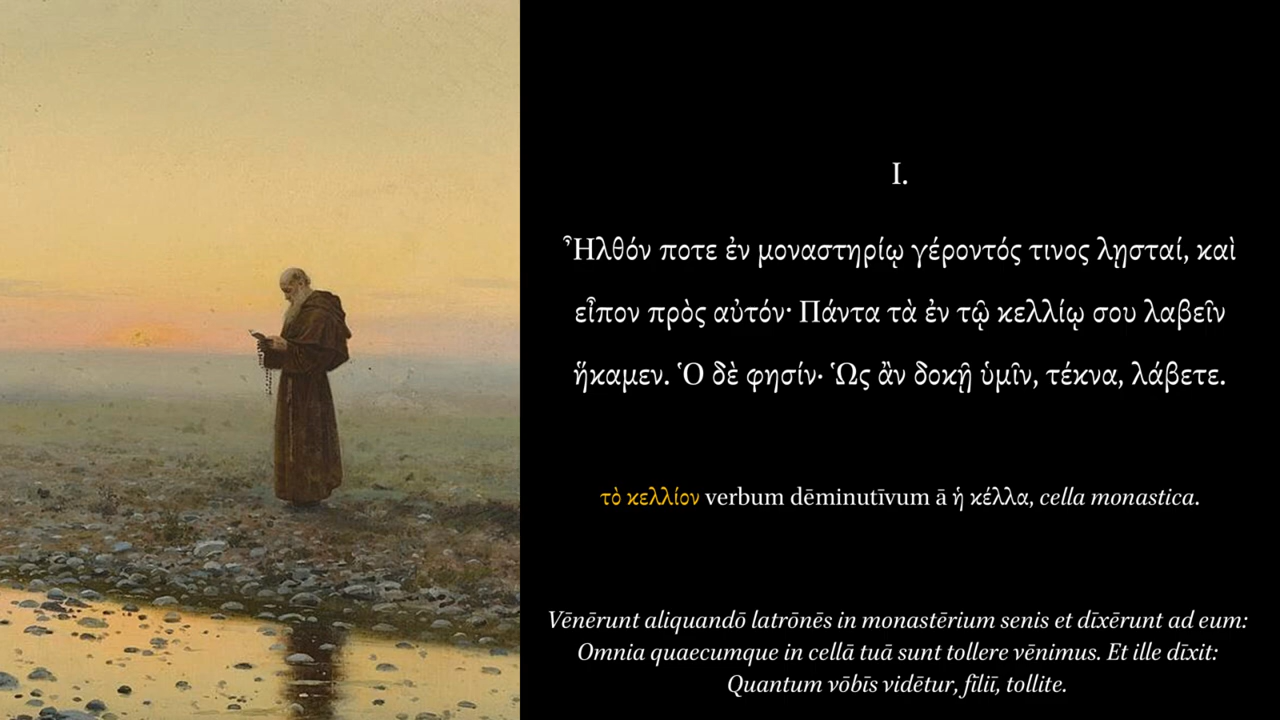 I.
Ἦλθόν ποτε ἐν μοναστηρίῳ γέροντός τινος λῃσταί, καὶ
εἶπον πρὸς αὐτόν· Πάντα τὰ ἐν τῷ κελλίῳ σου λαβεῖν
ἥκαμεν. Ὁ δὲ φησίν· Ὡς ἂν δοκῇ ὑμῖν, τέκνα, λάβετε.
τὸ κελλίον verbum dēminutīvum ā ἡ κέλλα, cella monastica.
Vēnērunt aliquandō latrōnēs in monastērium senis et dīxērunt ad eum:
Omnia quaecumque in cellā tuā sunt tollere vēnimus. Et ille dīxit:
Quantum vōbīs vidētur, fīliī, tollite.